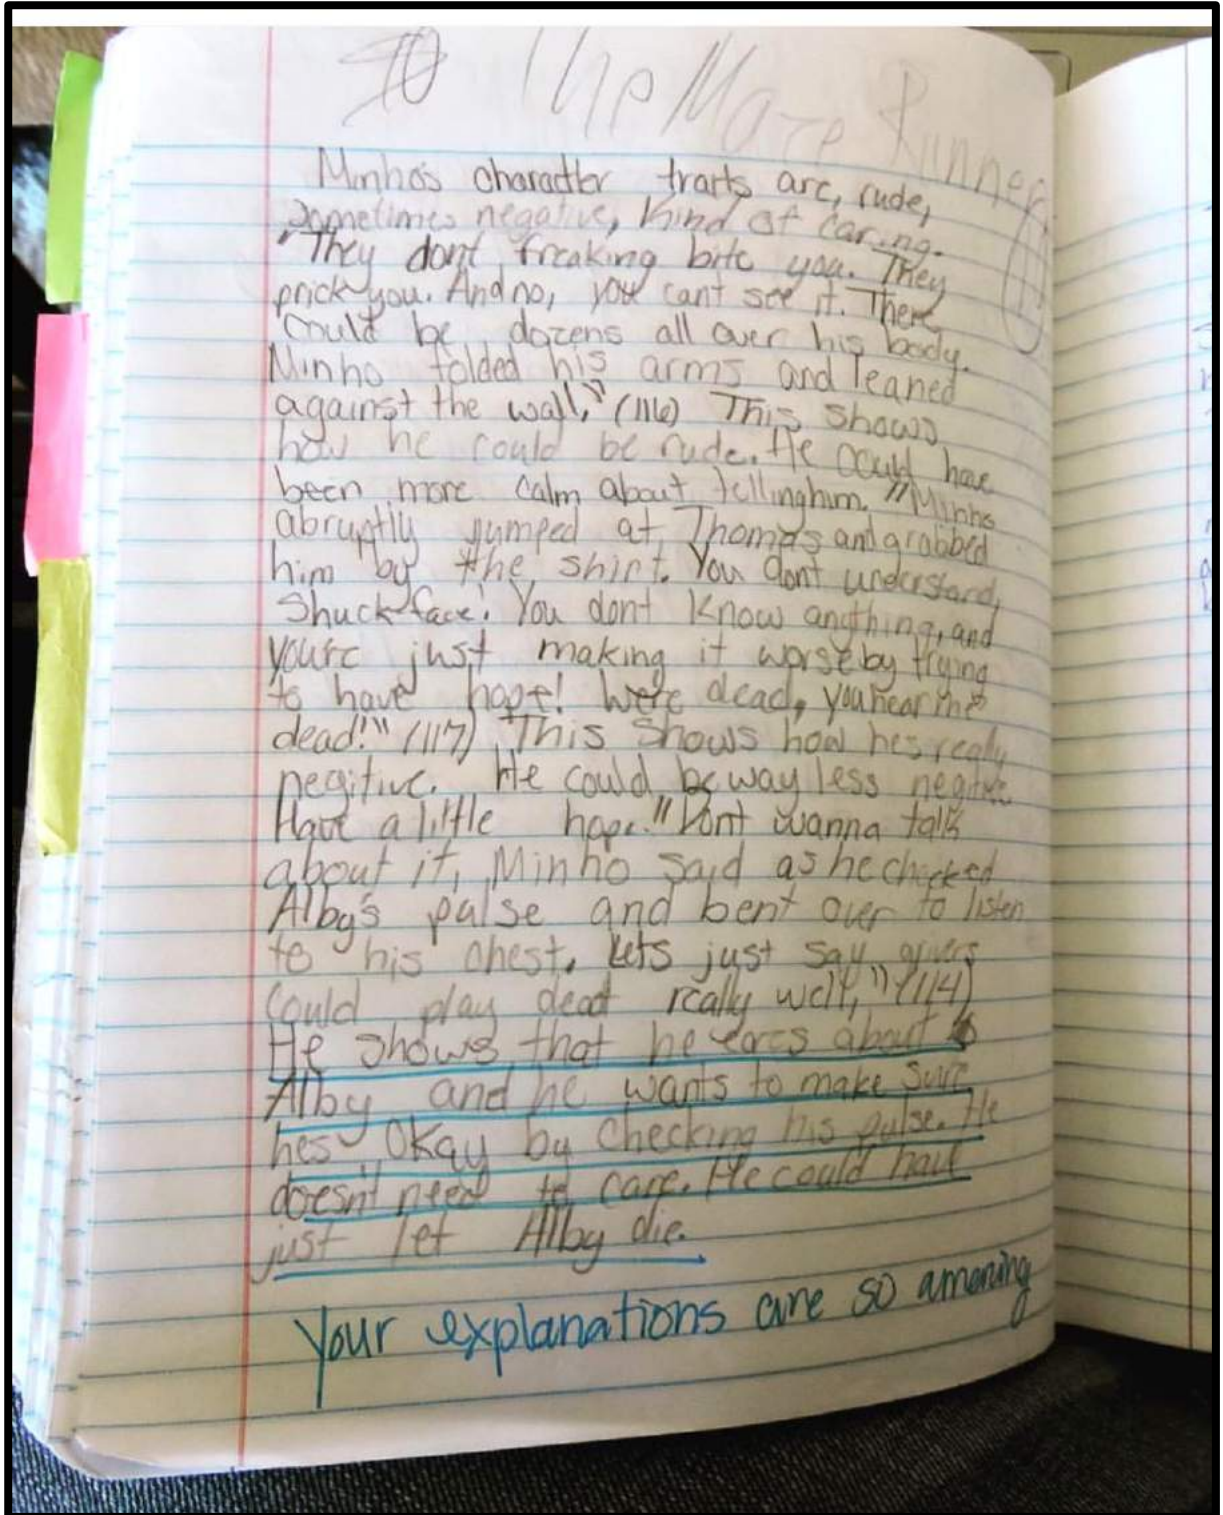 The Maze Runner
Minho's charactter traits are, rude,
sometimes negative, kind of caring.
"They dont freaking bite you. They
prick you. And no, you cant see it. There
could be dozens all over his body.
Minho folded his arms and leaned
against the wall," (116) This shows
how he could be rude. He could have
been more calm about telling him. "Minho
abruptly jumped at Thomas and grabbed
him by the shirt. You dont understand,
Shuck-face! You dont know anything, and
you're just making it worse by trying
to have hope! We're dead, you hear me
dead!" (117) This shows how hes really
negitive. He could be way less negitive.
Have a little hope. "Dont wanna talk
about it, Minho said as he checked
Alby's pulse and bent over to listen
to his chest. Lets just say grivers
could play dead really well," (114)
He shows that he cares about
Alby and he wants to make sure
hes okay by checking his pulse. He
doesn't need to care. He could have
just let Alby die.
Your explanations are so amazing